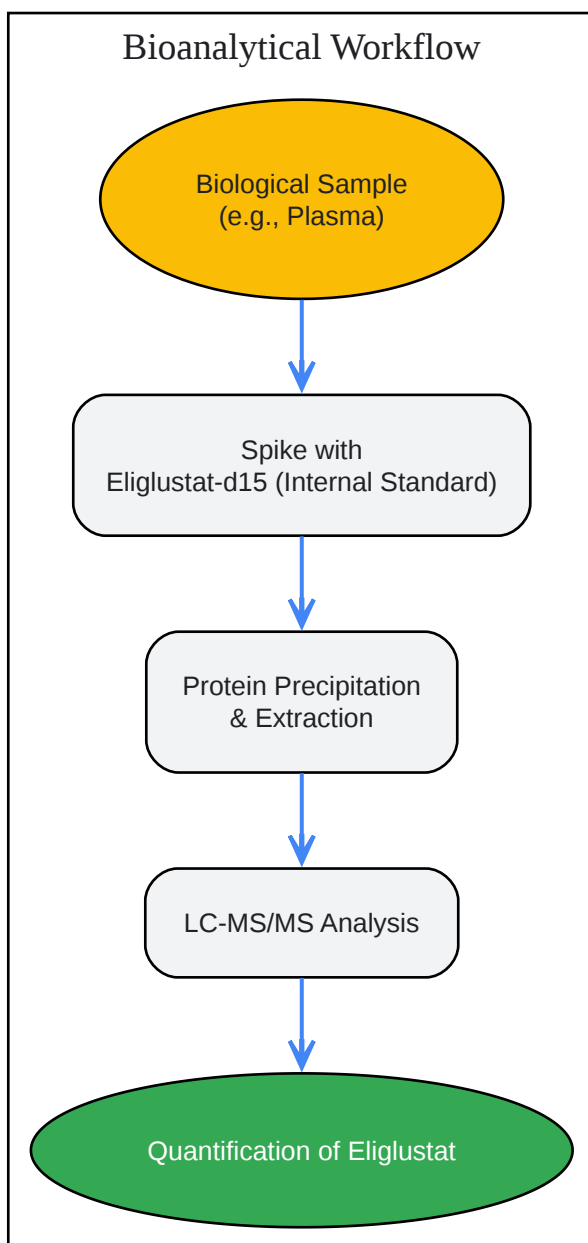 Bioanalytical Workflow
Biological Sample
(e.g., Plasma)
Spike with
Eliglustat-d15 (Internal Standard)
Protein Precipitation
& Extraction
LC-MS/MS Analysis
Quantification of Eliglustat